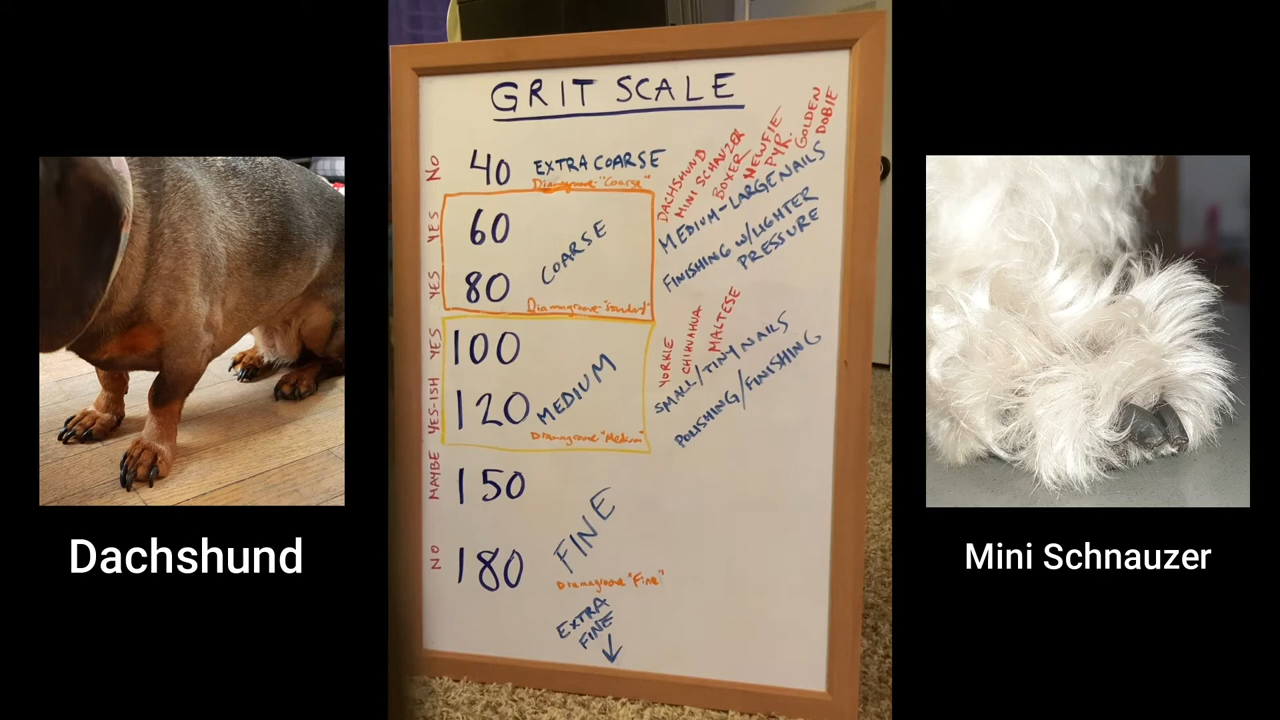 GRIT SCALE
NO 40 EXTRA COARSE
Diamagroove "Coarse"
YES 60
COARSE
YES 80
Diamagroove "Standard"
DACHSHUND
MINI SCHAUZER
BOXER
NEWFIE
PYR.
GOLDEN
DOBIE
MEDIUM-LARGE NAILS
FINISHING W/LIGHTER
PRESSURE
YES 100
YES-ISH 120 MEDIUM
Diamagroove "Medium"
YORKIE
CHIHUAHUA
MALTESE
SMALL/TINY NAILS
POLISHING/FINISHING
MAYBE 150
FINE
NO 180
Diamagroove "Fine"
EXTRA
FINE
Dachshund
Mini Schnauzer